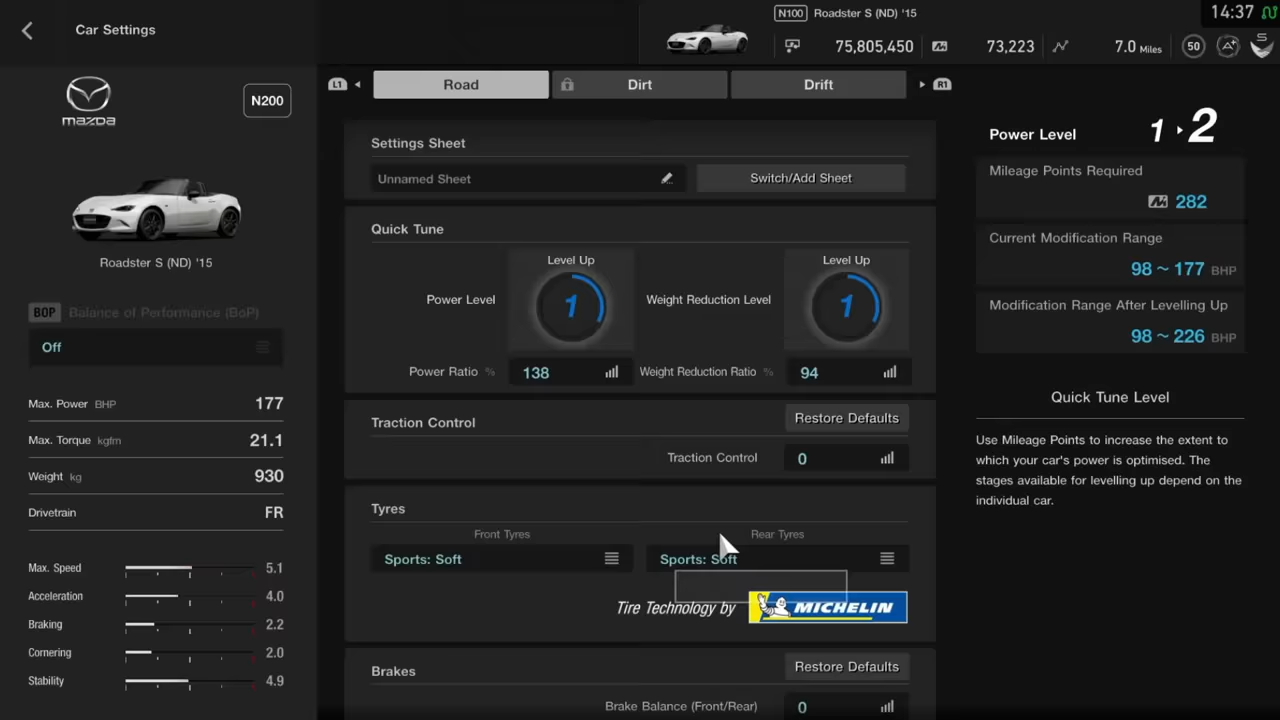 Car Settings
N100 Roadster S (ND) '15
14:37
75,805,450
73,223
7.0 Miles
50
A+
S
mazda
N200
L1
Road
Dirt
Drift
R1
Settings Sheet
Unnamed Sheet
Switch/Add Sheet
Roadster S (ND) '15
BOP Balance of Performance (BoP)
Off
Max. Power BHP 177
Max. Torque kgfm 21.1
Weight kg 930
Drivetrain FR
Max. Speed 5.1
Acceleration 4.0
Braking 2.2
Cornering 2.0
Stability 4.9
Quick Tune
Level Up
Level Up
Power Level 1
Weight Reduction Level 1
Power Ratio % 138
Weight Reduction Ratio % 94
Traction Control
Restore Defaults
Traction Control 0
Tyres
Front Tyres
Rear Tyres
Sports: Soft
Sports: Soft
Tire Technology by MICHELIN
Brakes
Restore Defaults
Brake Balance (Front/Rear) 0
Power Level 1 2
Mileage Points Required
282
Current Modification Range
98 ~ 177 BHP
Modification Range After Levelling Up
98 ~ 226 BHP
Quick Tune Level
Use Mileage Points to increase the extent to
which your car's power is optimised. The
stages available for levelling up depend on the
individual car.